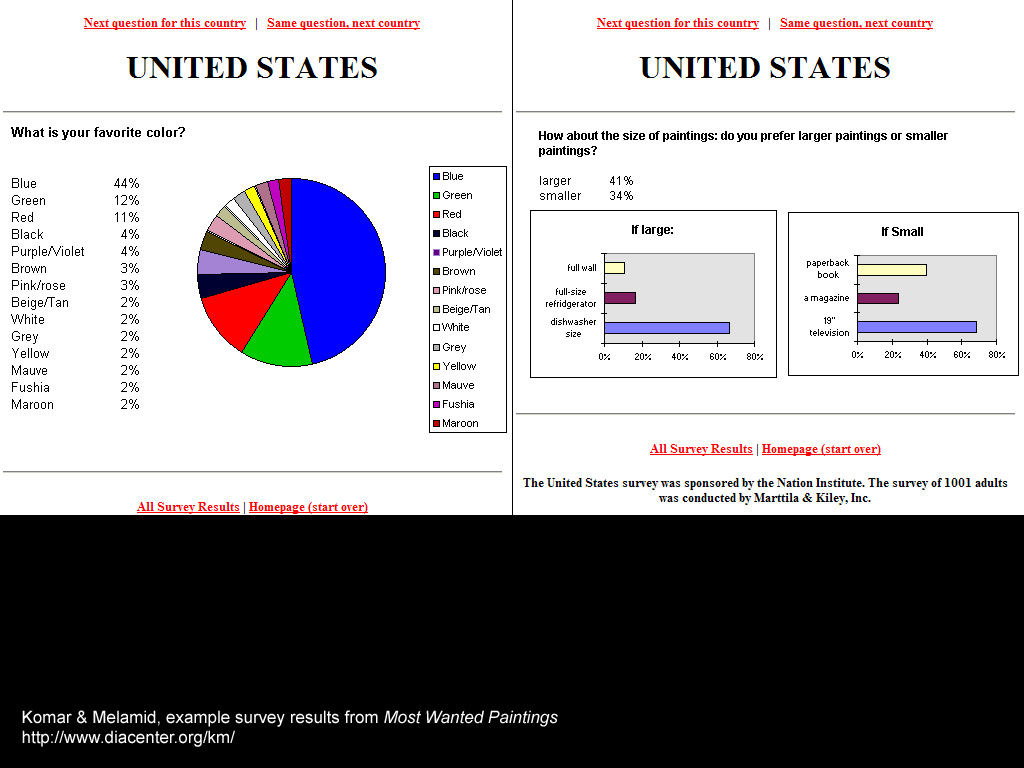 Next question for this country | Same question, next country
UNITED STATES
What is your favorite color?
Blue 44%
Green 12%
Red 11%
Black 4%
Purple/Violet 4%
Brown 3%
Pink/rose 3%
Beige/Tan 2%
White 2%
Grey 2%
Yellow 2%
Mauve 2%
Fushia 2%
Maroon 2%
Blue
Green
Red
Black
Purple/Violet
Brown
Pink/rose
Beige/Tan
White
Grey
Yellow
Mauve
Fushia
Maroon
All Survey Results | Homepage (start over)
Next question for this country | Same question, next country
UNITED STATES
How about the size of paintings: do you prefer larger paintings or smaller
paintings?
larger 41%
smaller 34%
If large:
full wall
full-size
refridgerator
dishwasher
size
0% 20% 40% 60% 80%
If Small
paperback
book
a magazine
19"
television
0% 20% 40% 60% 80%
All Survey Results | Homepage (start over)
The United States survey was sponsored by the Nation Institute. The survey of 1001 adults
was conducted by Marttila & Kiley, Inc.
Komar & Melamid, example survey results from Most Wanted Paintings
http://www.diacenter.org/km/